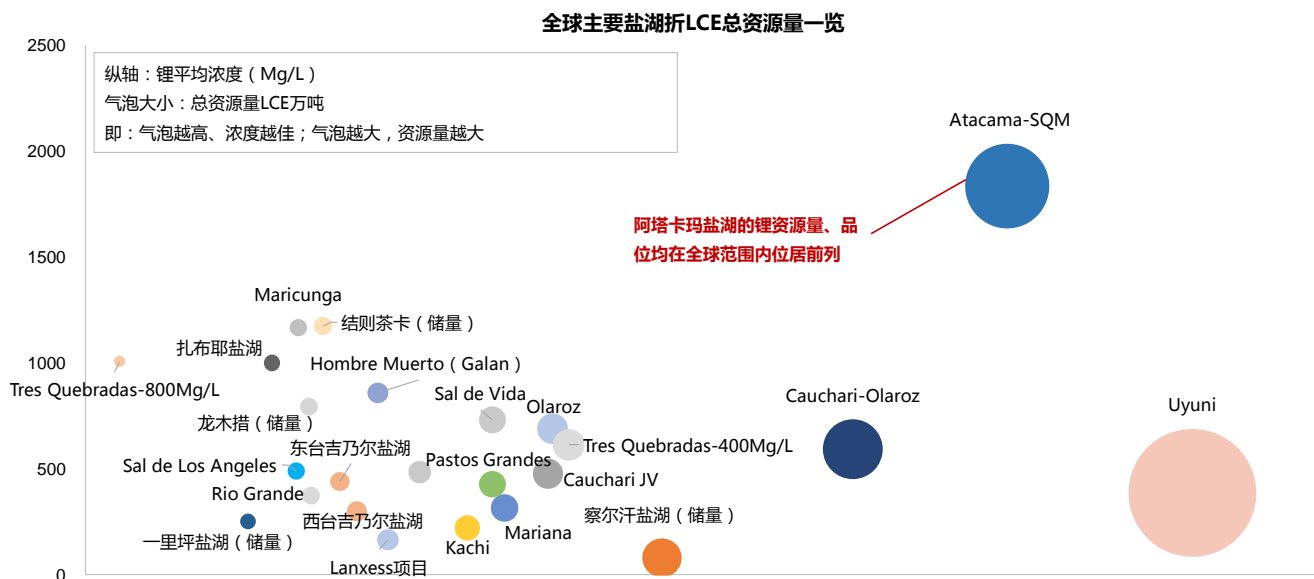 全球主要盐湖折LCE总资源量一览
2500
纵轴：锂平均浓度（Mg/L）
气泡大小：总资源量LCE万吨
即：气泡越高、浓度越佳；气泡越大，资源量越大
Atacama-SQM
2000
阿塔卡玛盐湖的锂资源量、品
位均在全球范围内位居前列
1500
Maricunga
结则茶卡（储量）
扎布耶盐湖
1000
Hombre Muerto（Galan）
Tres Quebradas-800Mg/L
Sal de Vida
Cauchari-Olaroz
Uyuni
Olaroz
龙木措（储量）
东台吉乃尔盐湖
Tres Quebradas-400Mg/L
500
Sal de Los Angeles
Pastos Grandes
Cauchari JV
Rio Grande
西台吉乃尔盐湖
察尔汗盐湖（储量）
一里坪盐湖（储量）
Mariana
Kachi
Lanxess项目
0